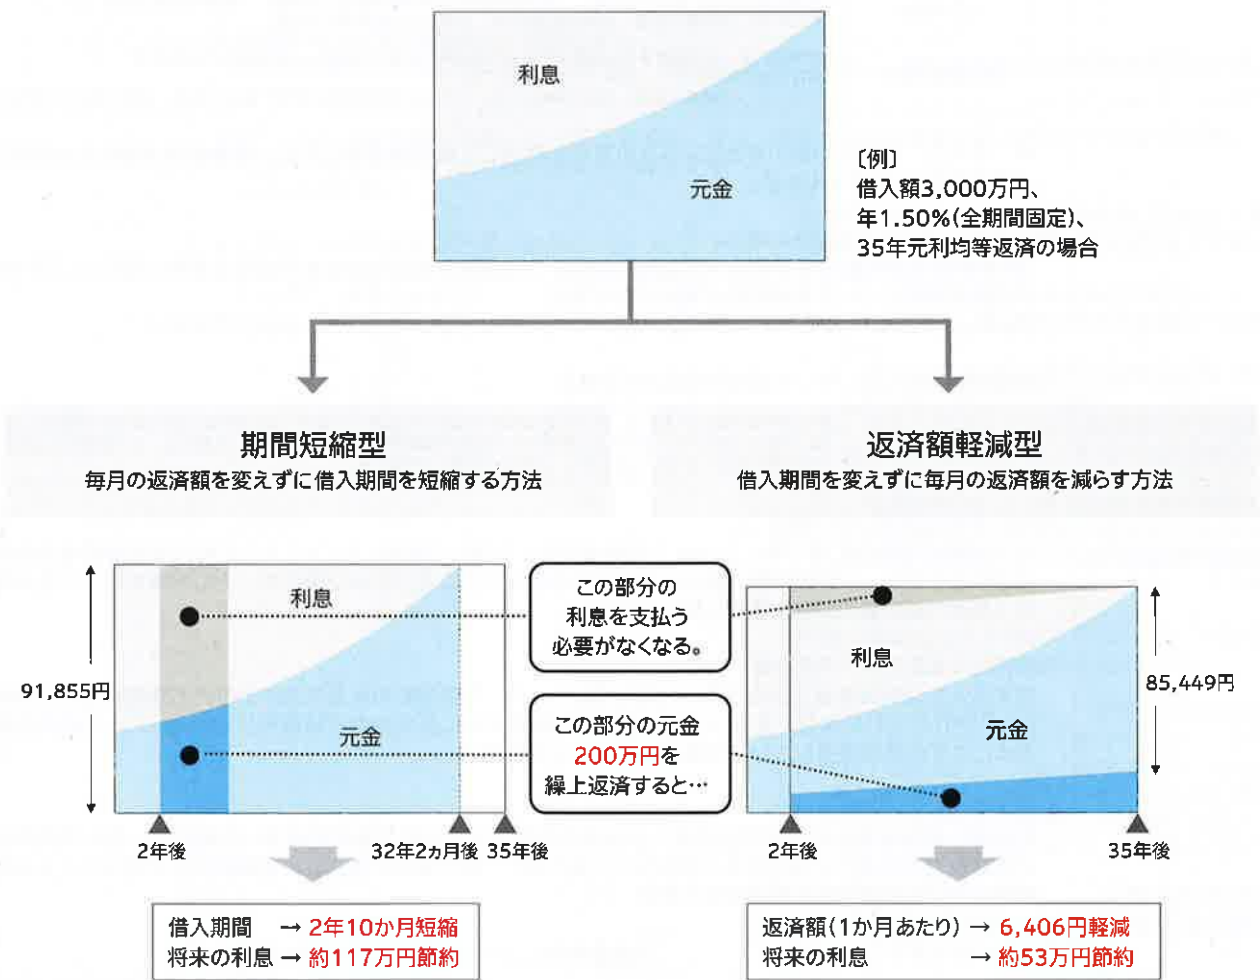 利息
元金
〔例〕
借入額3,000万円、
年1.50%(全期間固定)、
35年元利均等返済の場合
期間短縮型
毎月の返済額を変えずに借入期間を短縮する方法
返済額軽減型
借入期間を変えずに毎月の返済額を減らす方法
91,855円
利息
元金
2年後
32年2ヵ月後
35年後
この部分の
利息を支払う
必要がなくなる。
この部分の元金
200万円を
繰上返済すると…
利息
元金
85,449円
2年後
35年後
借入期間 → 2年10か月短縮
将来の利息 → 約117万円節約
返済額(1か月あたり) → 6,406円軽減
将来の利息 → 約53万円節約